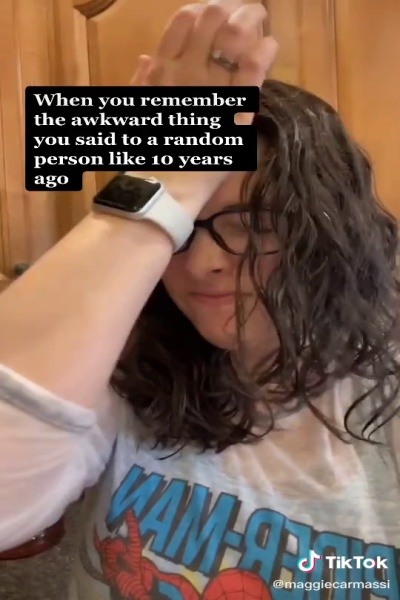 When you remember
the awkward thing
you said to a random
person like 10 years
ago
SPIDER-MAN
TikTok
@maggiecarmassi